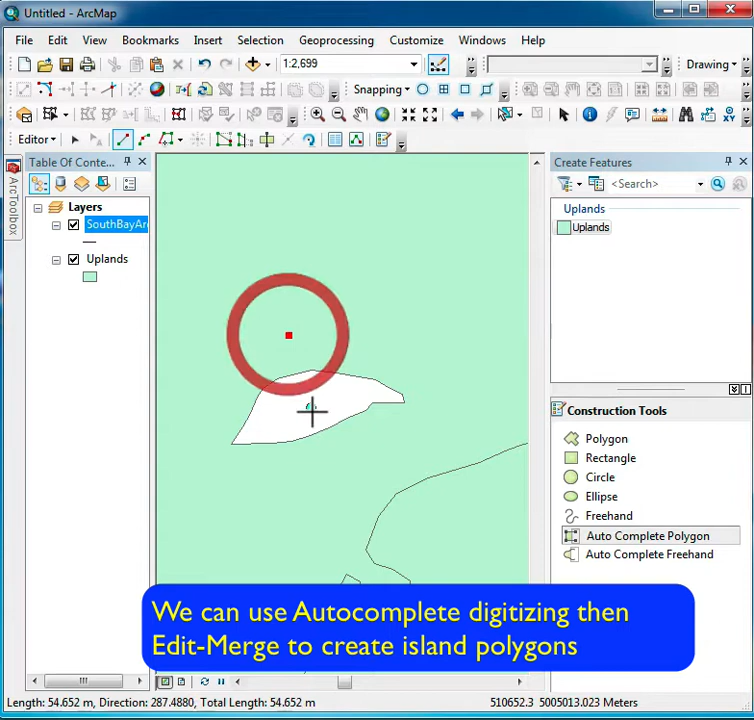 Untitled - ArcMap
File Edit View Bookmarks Insert Selection Geoprocessing Customize Windows Help
1:2,699
Drawing
Snapping
Editor
Table Of Conte...
Create Features
<Search>
ArcToolbox
Layers
SouthBayAr
Uplands
Uplands
Uplands
Construction Tools
Polygon
Rectangle
Circle
Ellipse
Freehand
Auto Complete Polygon
Auto Complete Freehand
We can use Autocomplete digitizing then
Edit-Merge to create island polygons
Length: 54.652 m, Direction: 287.4880, Total Length: 54.652 m
510652.3 5005013.023 Meters